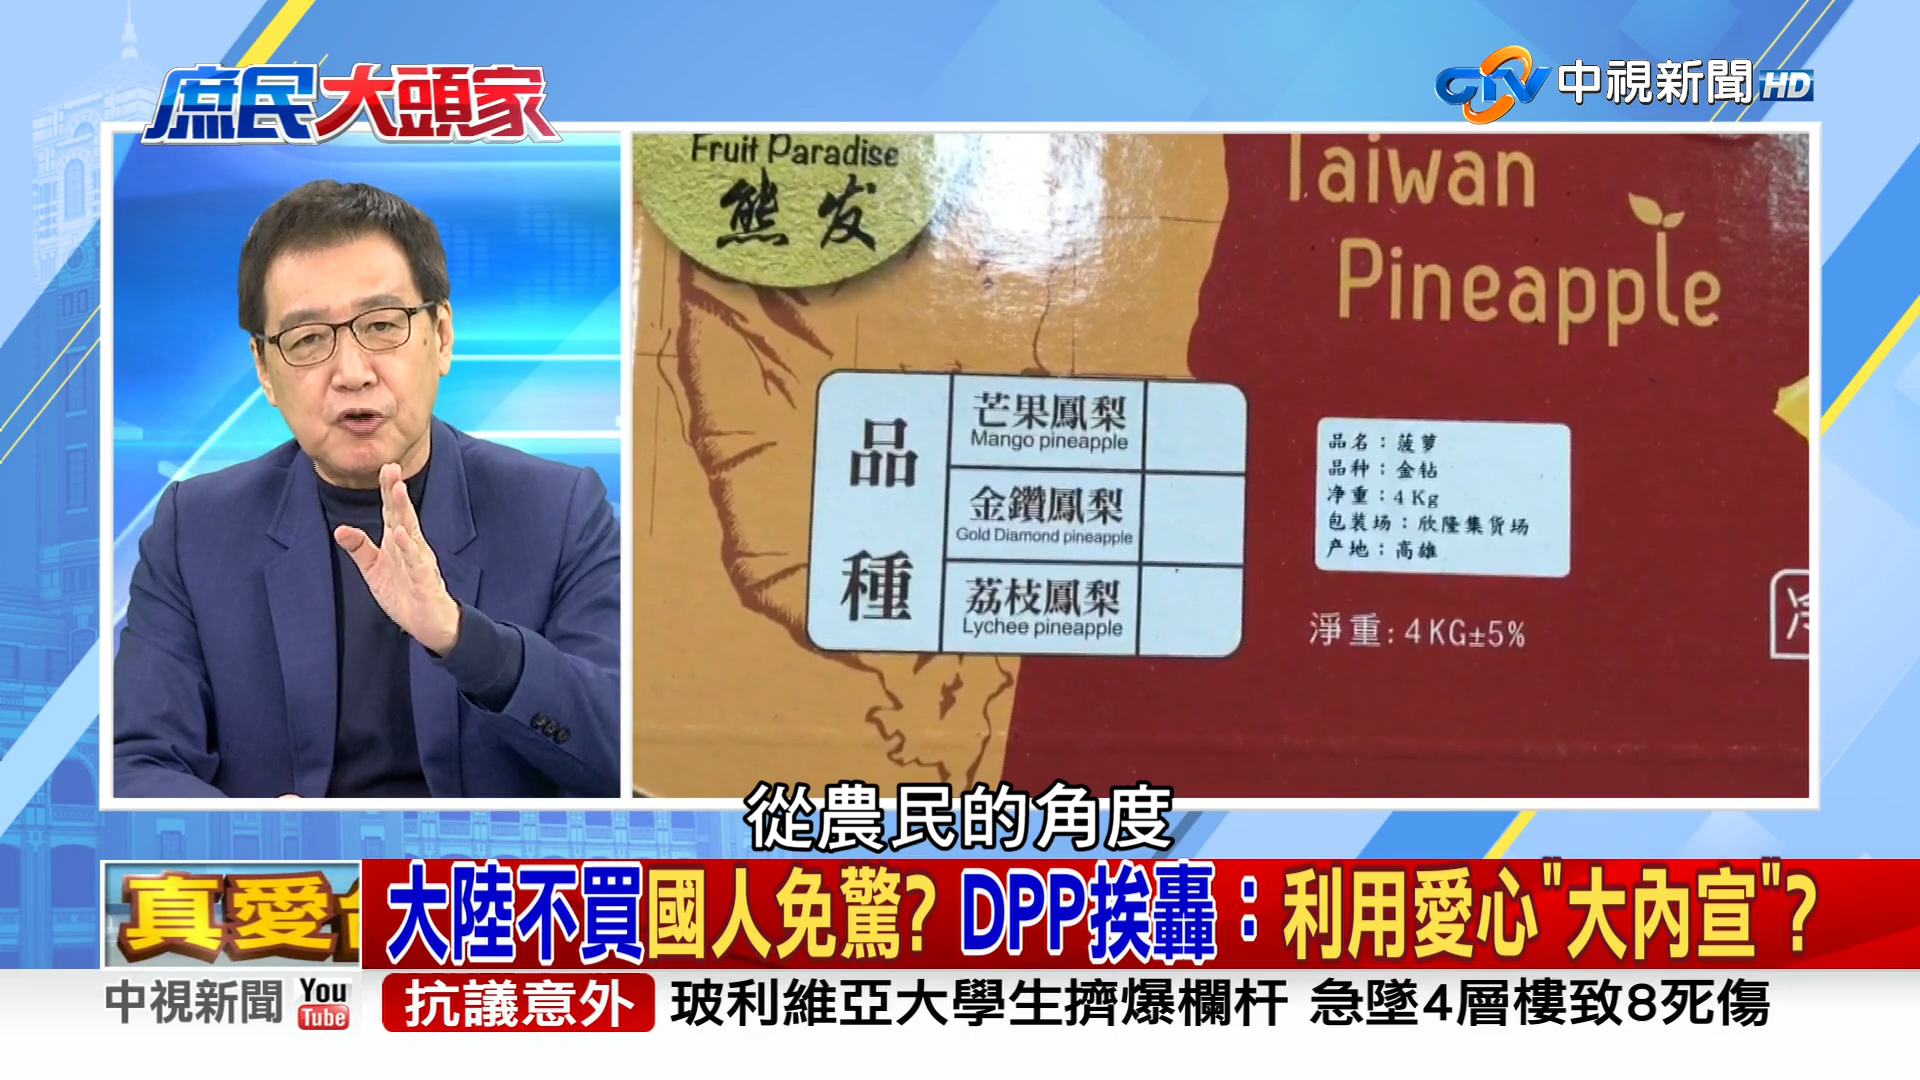 庶民大頭家
CTV 中視新聞 HD
Fruit Paradise
熊发
Taiwan
Pineapple
品種
芒果鳳梨
Mango pineapple
金鑽鳳梨
Gold Diamond pineapple
荔枝鳳梨
Lychee pineapple
品名：菠萝
品种：金钻
净重：4Kg
包装场：欣隆集货场
产地：高雄
淨重:4KG±5%
從農民的角度
真愛台
大陸不買國人免驚? DPP挨轟：利用愛心"大內宣"?
中視新聞 YouTube
抗議意外 玻利維亞大學生擠爆欄杆 急墜4層樓致8死傷